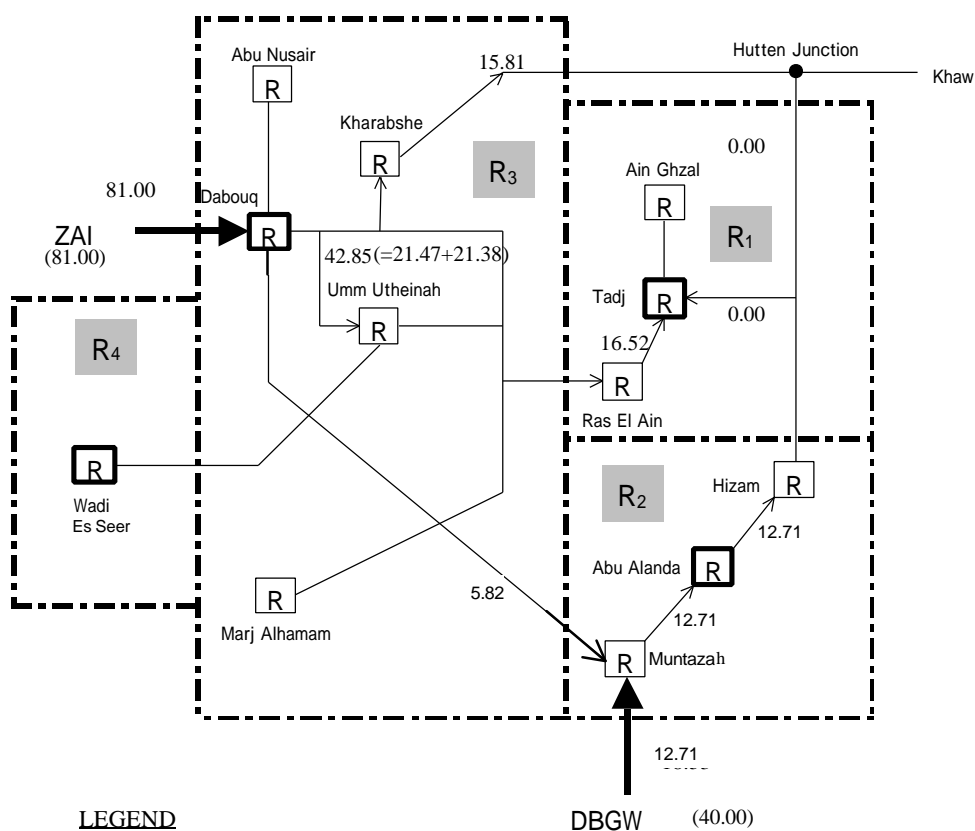 Abu Nusair
R
15.81
Hutten Junction
Khaw
Kharabshe
R
R3
0.00
Ain Ghzal
R
R1
81.00
Dabouq
R
ZAI
(81.00)
42.85(=21.47+21.38)
Umm Utheinah
R
Tadj
R
0.00
R4
16.52
R
Ras El Ain
R
Wadi
Es Seer
R2
Hizam
R
12.71
Abu Alanda
R
R
Marj Alhamam
5.82
12.71
R
Muntazah
12.71
LEGEND
DBGW
(40.00)